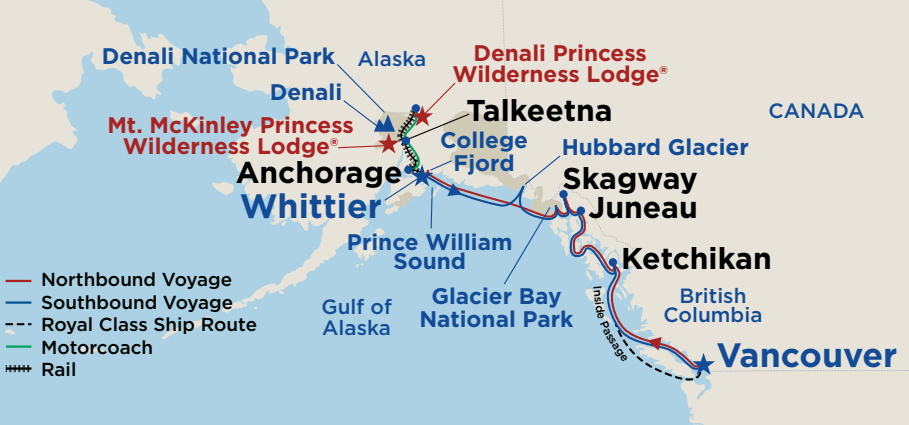 Denali National Park
Alaska
Denali Princess
Wilderness Lodge®
Denali
Talkeetna
CANADA
Mt. McKinley Princess
Wilderness Lodge®
College
Fjord
Hubbard Glacier
Anchorage
Skagway
Whittier
Juneau
Prince William
Sound
Ketchikan
Northbound Voyage
Southbound Voyage
Royal Class Ship Route
Motorcoach
Rail
Gulf of
Alaska
Glacier Bay
National Park
Inside Passage
British
Columbia
Vancouver